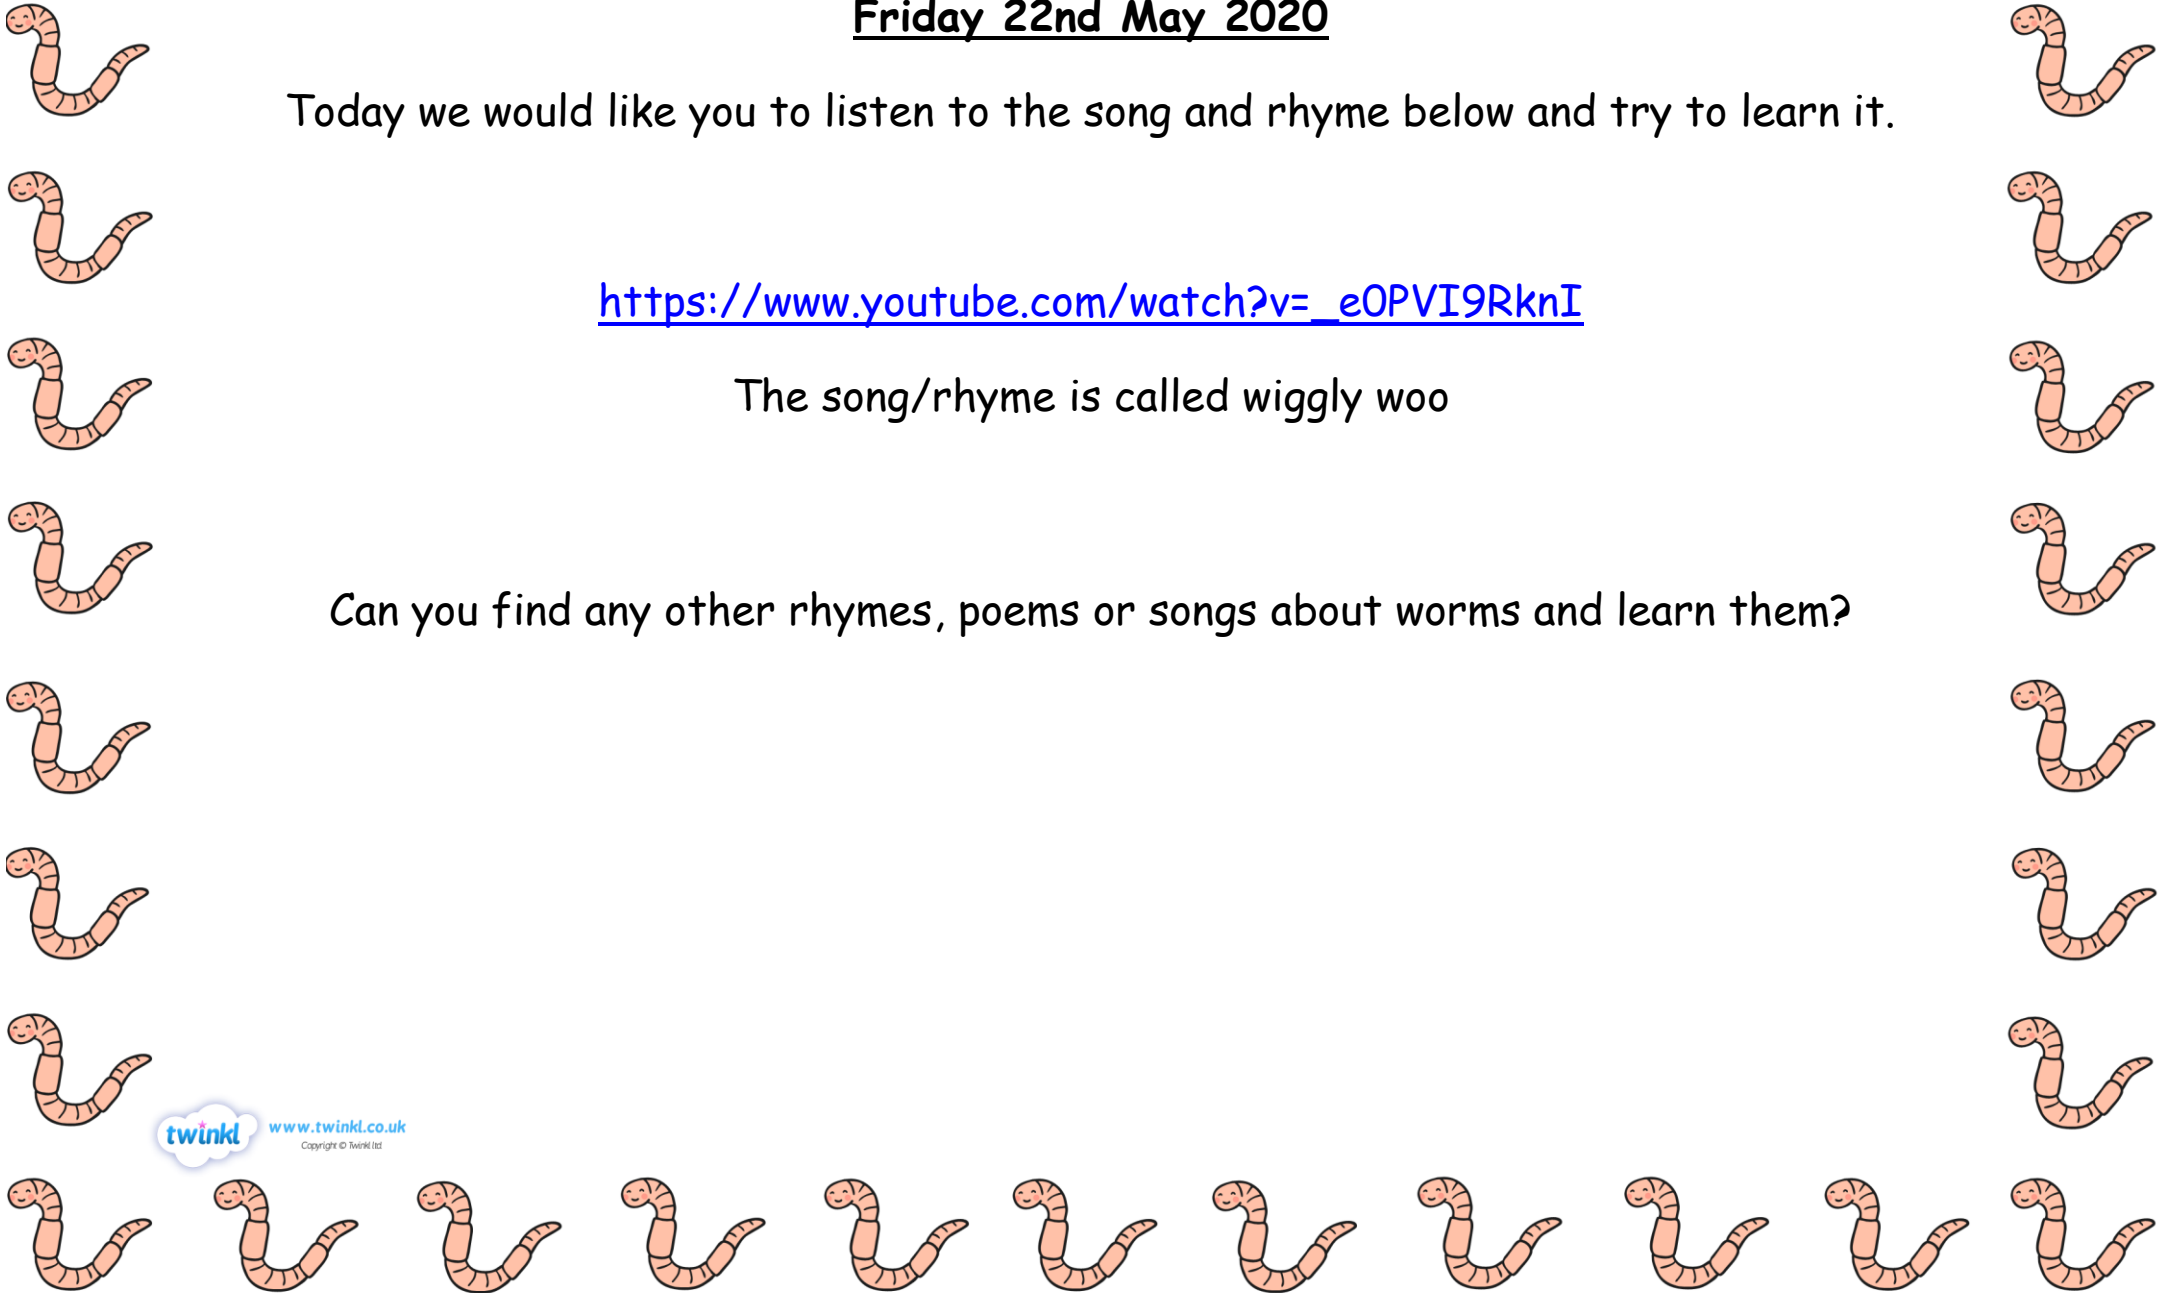 Friday 22nd May 2020
Today we would like you to listen to the song and rhyme below and try to learn it.
https://www.youtube.com/watch?v=_e0PVI9RknI
The song/rhyme is called wiggly woo
Can you find any other rhymes, poems or songs about worms and learn them?
twinkl www.twinkl.co.uk
Copyright © Twinkl ltd